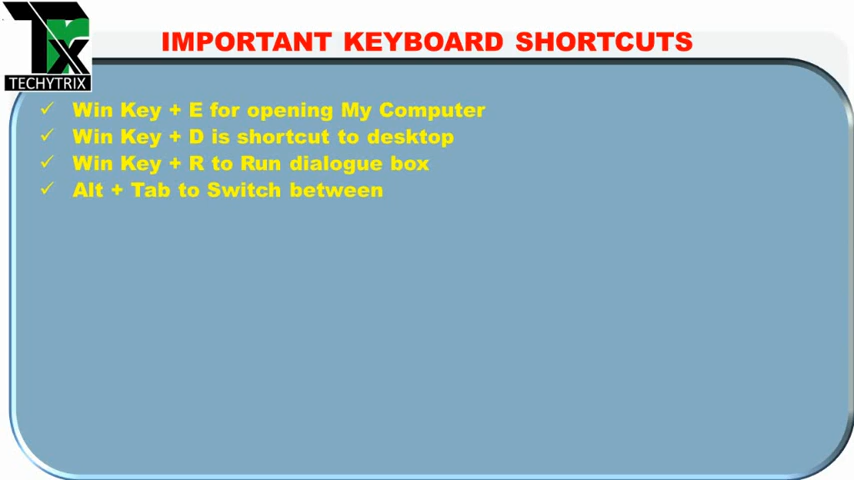 IMPORTANT KEYBOARD SHORTCUTS
TECHYTRIX
Win Key + E for opening My Computer
Win Key + D is shortcut to desktop
Win Key + R to Run dialogue box
Alt + Tab to Switch between